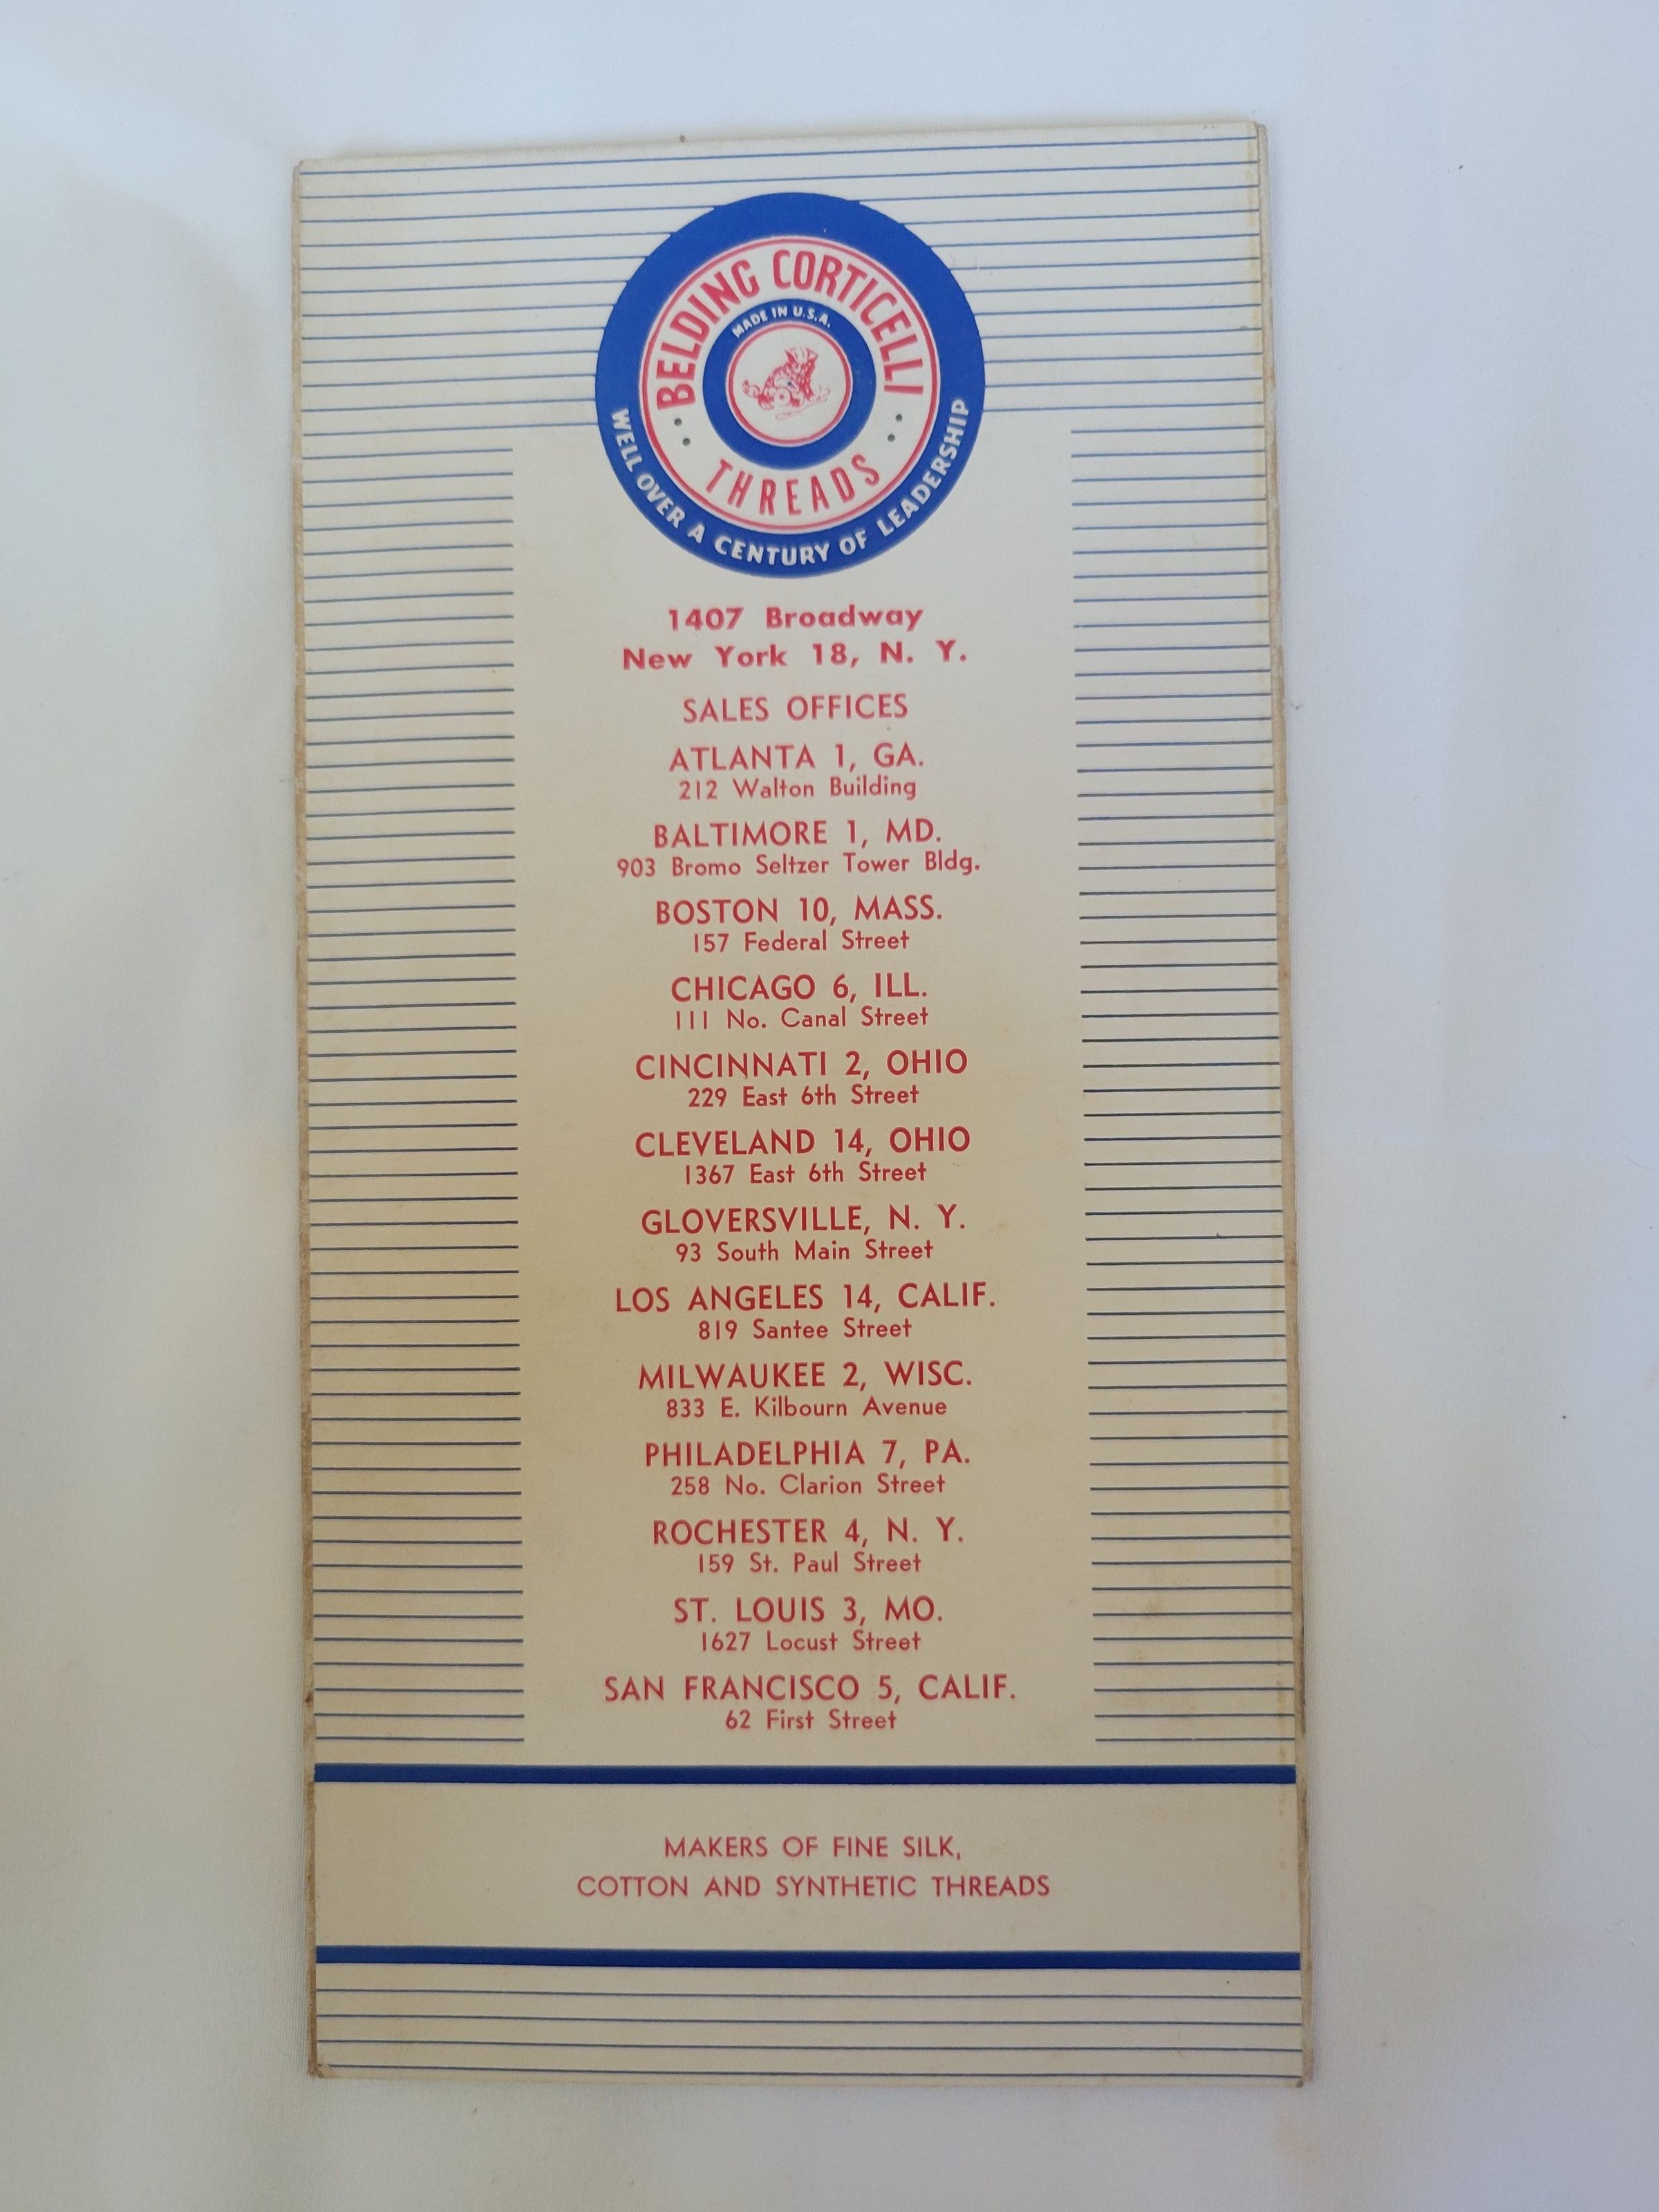 BELDING CORTICELLI
MADE IN U.S.A.
THREADS
WELL OVER A CENTURY OF LEADERSHIP
1407 Broadway
New York 18, N. Y.
SALES OFFICES
ATLANTA 1, GA.
212 Walton Building
BALTIMORE 1, MD.
903 Bromo Seltzer Tower Bldg.
BOSTON 10, MASS.
157 Federal Street
CHICAGO 6, ILL.
111 No. Canal Street
CINCINNATI 2, OHIO
229 East 6th Street
CLEVELAND 14, OHIO
1367 East 6th Street
GLOVERSVILLE, N. Y.
93 South Main Street
LOS ANGELES 14, CALIF.
819 Santee Street
MILWAUKEE 2, WISC.
833 E. Kilbourn Avenue
PHILADELPHIA 7, PA.
258 No. Clarion Street
ROCHESTER 4, N. Y.
159 St. Paul Street
ST. LOUIS 3, MO.
1627 Locust Street
SAN FRANCISCO 5, CALIF.
62 First Street
MAKERS OF FINE SILK,
COTTON AND SYNTHETIC THREADS